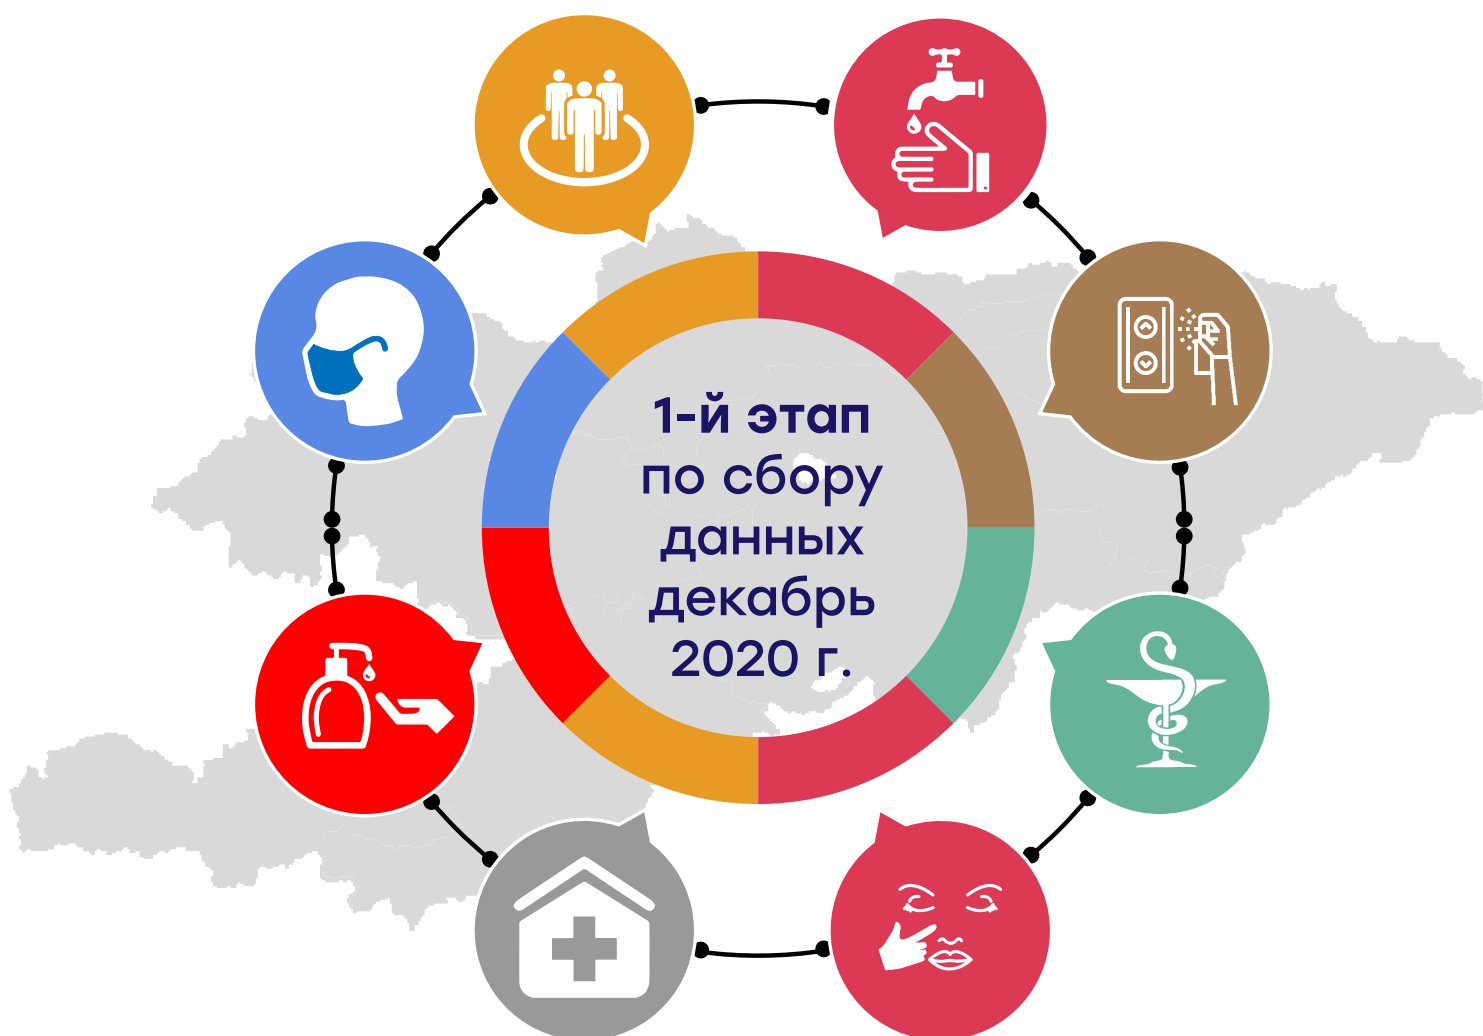 1-й этап
по сбору
данных
декабрь
2020 г.